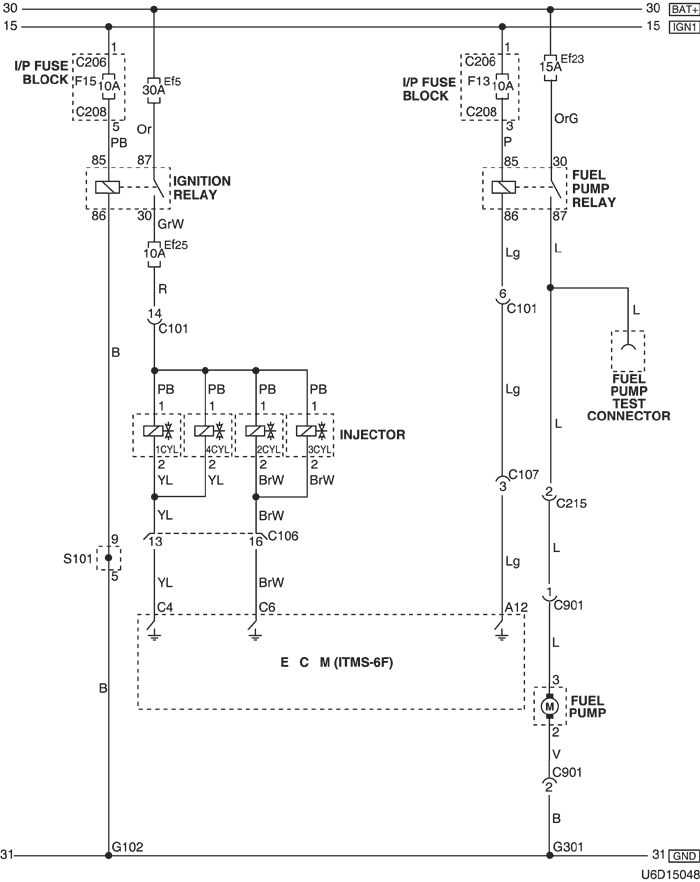 30 30 BAT+
15 15 IGN1
1 1
I/P FUSE BLOCK C206 Ef5 I/P FUSE BLOCK C206 Ef23
F15 10A 30A F13 10A 15A
C208 C208
5 Or 3 OrG
PB P
85 87 85 30
IGNITION RELAY FUEL PUMP RELAY
86 30 86 87
GrW
Ef25 Lg L
10A
R 6
14 C101 L
C101
B FUEL PUMP TEST CONNECTOR
PB PB PB PB Lg
1 1 1 1
L
INJECTOR
1CYL 4CYL 2CYL 3CYL
2 2 2 2 C107
YL YL BrW BrW 3 2
C215
YL BrW
C106
9 13 16
S101 L
5 Lg
YL BrW 1
C4 C6 A12 C901
L
E C M (ITMS-6F)
B 3
M FUEL PUMP
2
V
C901
2
B
G102 G301
31 31 GND
U6D15048